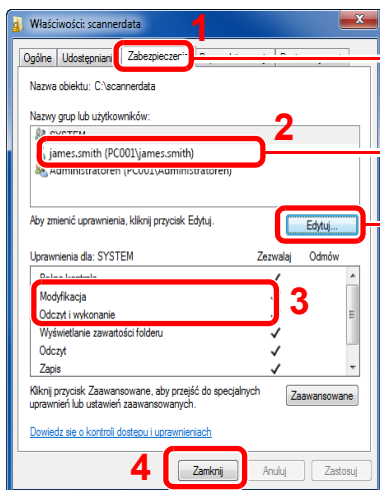 Właściwości: scannerdata
1
Ogólne Udostępniani Zabezpieczenia
Nazwa obiektu: C:\scannerdata
Nazwy grup lub użytkowników:
2
SYSTEM
james.smith (PC001\james.smith)
Administratoren (PC001\Administratoren)
Aby zmienić uprawnienia, kliknij przycisk Edytuj.
Edytuj...
Uprawnienia dla: SYSTEM Zezwalaj Odmów
Pełna kontrola
Modyfikacja
3
Odczyt i wykonanie
Wyświetlanie zawartości folderu
Odczyt
Zapis
Kliknij przycisk Zaawansowane, aby przejść do specjalnych
uprawnień lub ustawień zaawansowanych.
Zaawansowane
Dowiedz się o kontroli dostępu i uprawnieniach
4
Zamknij Anuluj Zastosuj